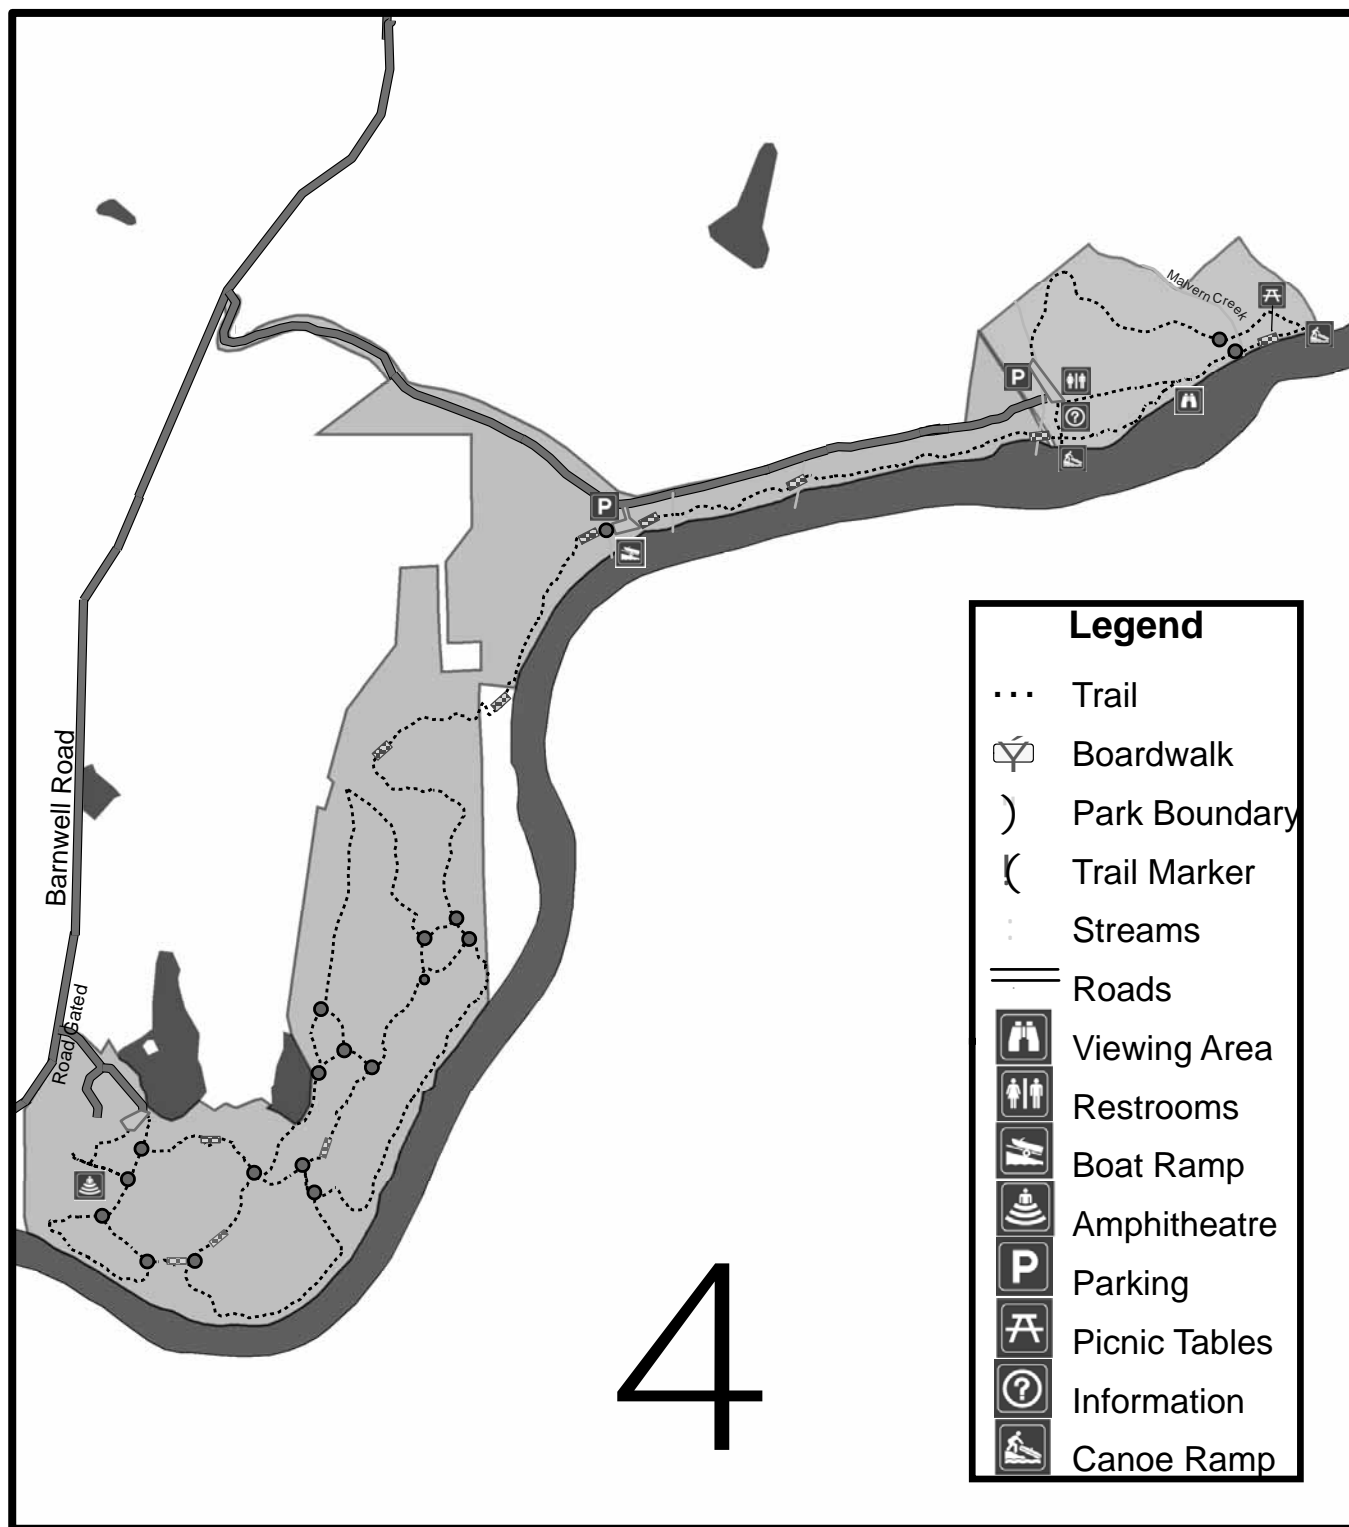 Malvern Creek
P
?
P
Barnwell Road
Road Gated
4
Legend
Trail
Boardwalk
Park Boundary
Trail Marker
Streams
Roads
Viewing Area
Restrooms
Boat Ramp
Amphitheatre
P Parking
Picnic Tables
? Information
Canoe Ramp